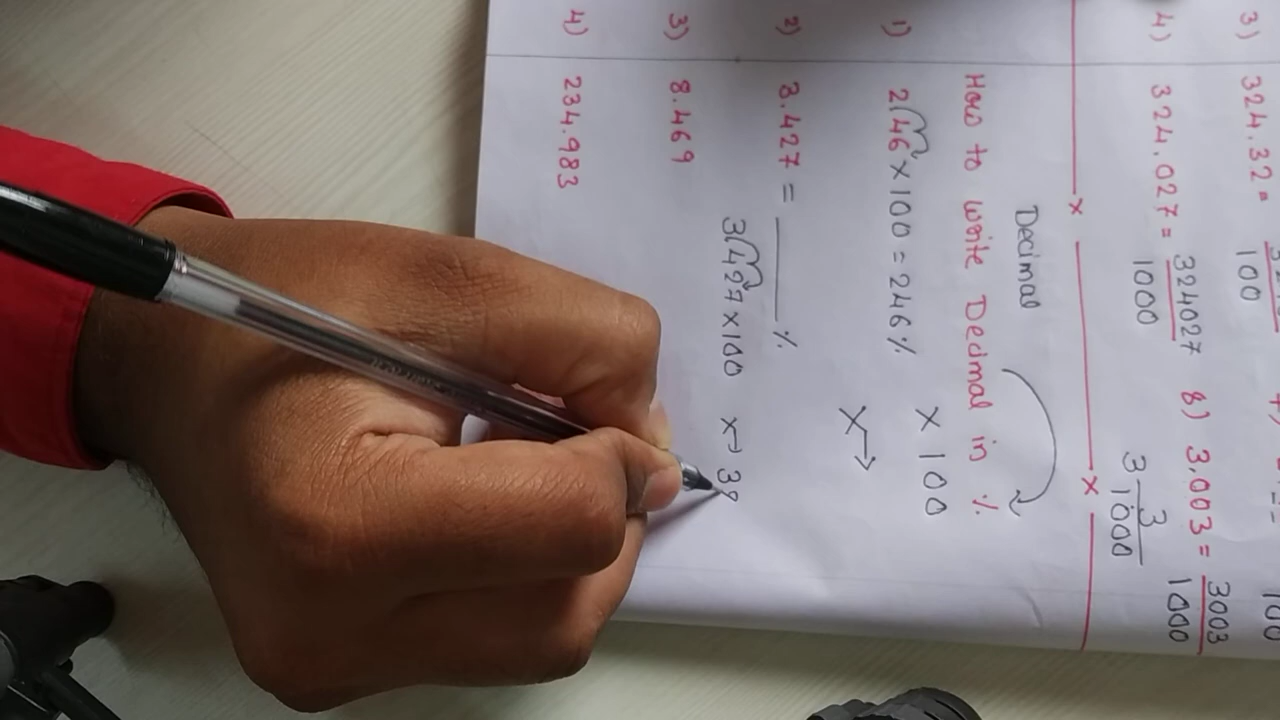 3) 324.32 =
100
4) 324.027 = 324027
1000
8) 3.003 = 3003
1000
3 3
1000
x x
Decimal
How to write Decimal in %
× 100
1) 2.46 × 100 = 246 %
×→
2) 3.427 = ______ %
3.427 × 100 ×→ 3
3) 8.469
4) 234.983